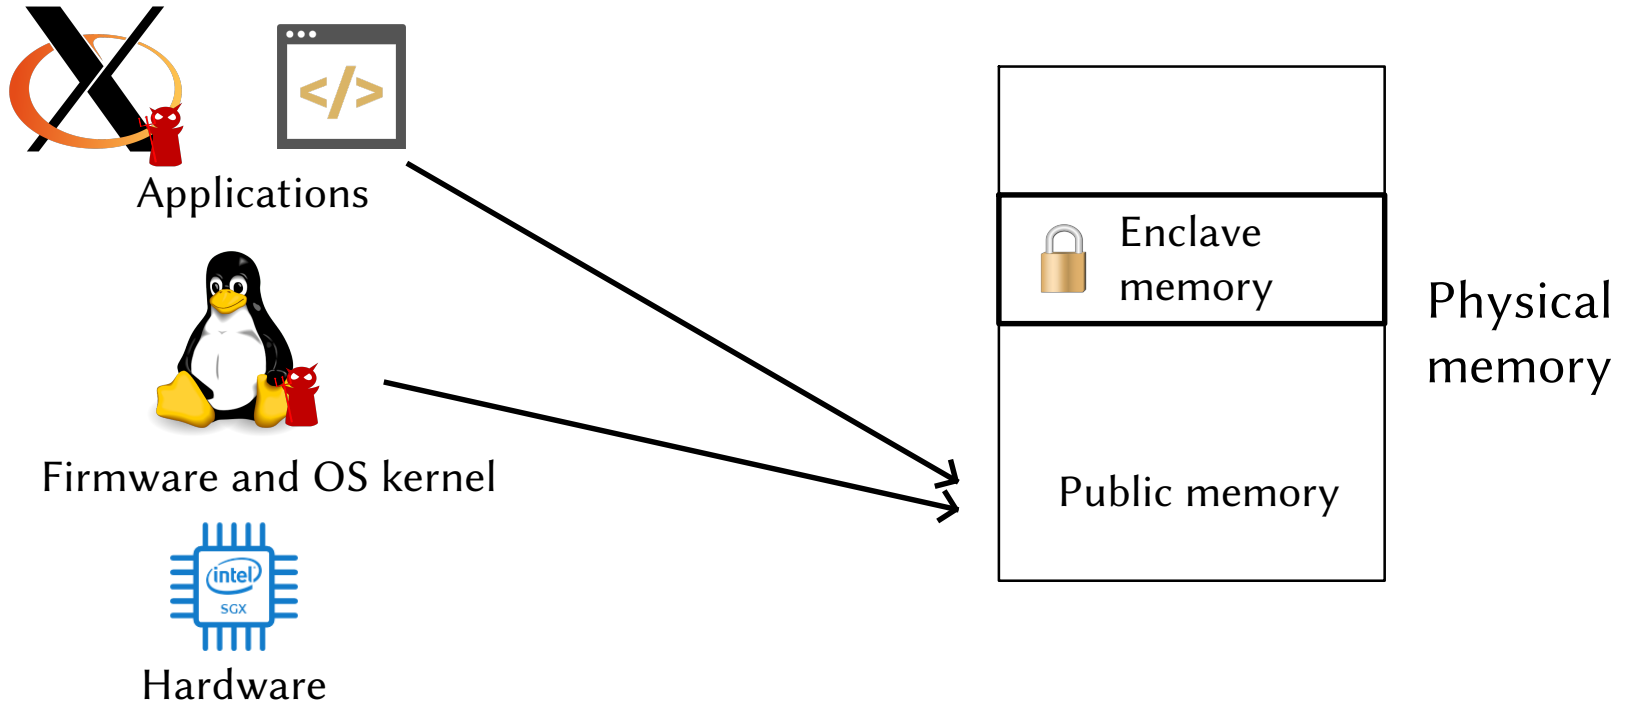 </>
Applications
Firmware and OS kernel
intel
SGX
Hardware
Enclave
memory
Public memory
Physical
memory